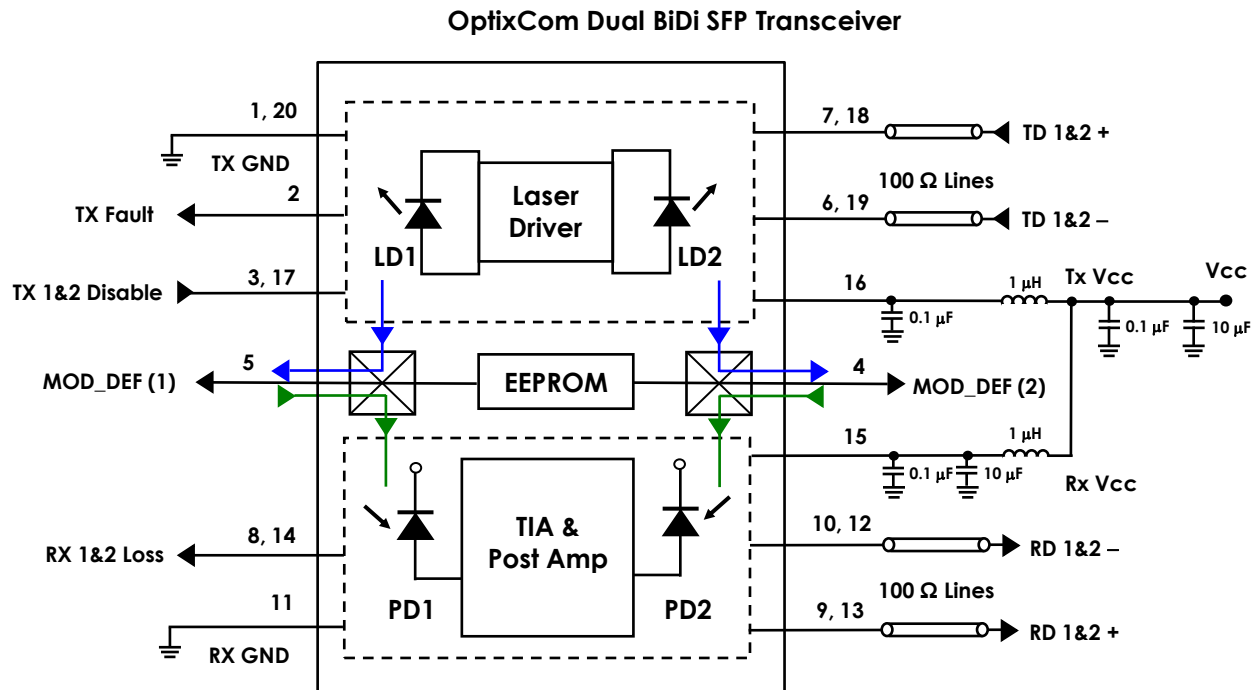 OptixCom Dual BiDi SFP Transceiver
1, 20
TX GND
2
TX Fault
3, 17
TX 1&2 Disable
5
MOD_DEF (1)
8, 14
RX 1&2 Loss
11
RX GND
Laser
Driver
LD1
LD2
EEPROM
TIA &
Post Amp
PD1
PD2
7, 18
TD 1&2 +
100 Ω Lines
6, 19
TD 1&2 –
16
0.1 μF
1 μH
Tx Vcc
Vcc
0.1 μF
10 μF
4
MOD_DEF (2)
15
0.1 μF
10 μF
1 μH
Rx Vcc
10, 12
RD 1&2 –
100 Ω Lines
9, 13
RD 1&2 +